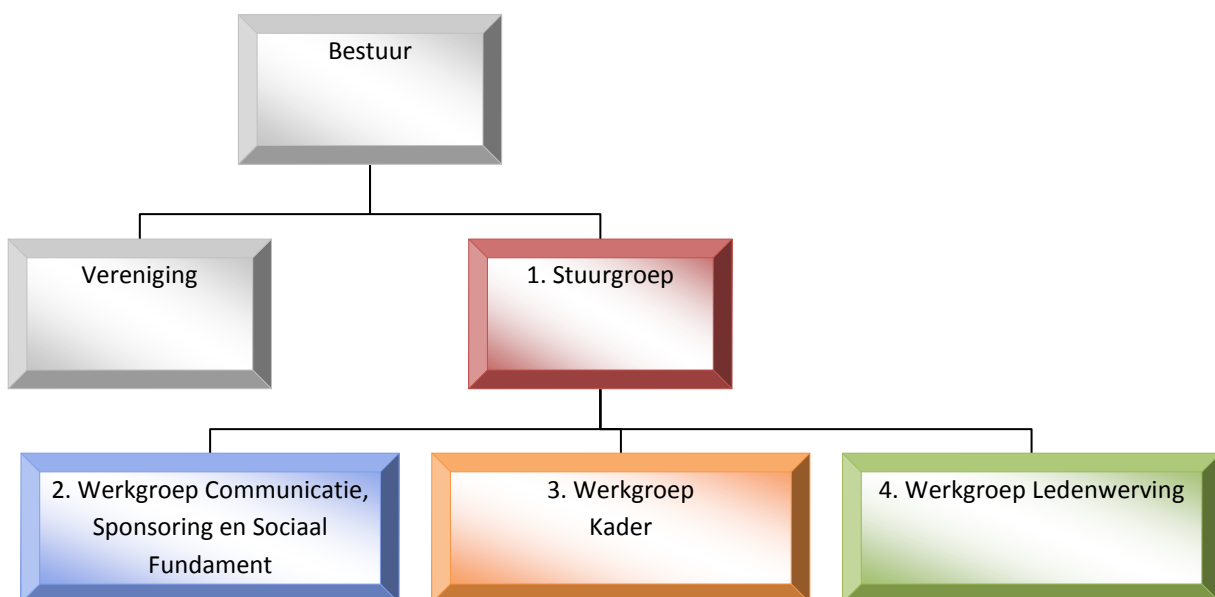 Bestuur
Vereniging
1. Stuurgroep
2. Werkgroep Communicatie,
Sponsoring en Sociaal
Fundament
3. Werkgroep
Kader
4. Werkgroep Ledenwerving